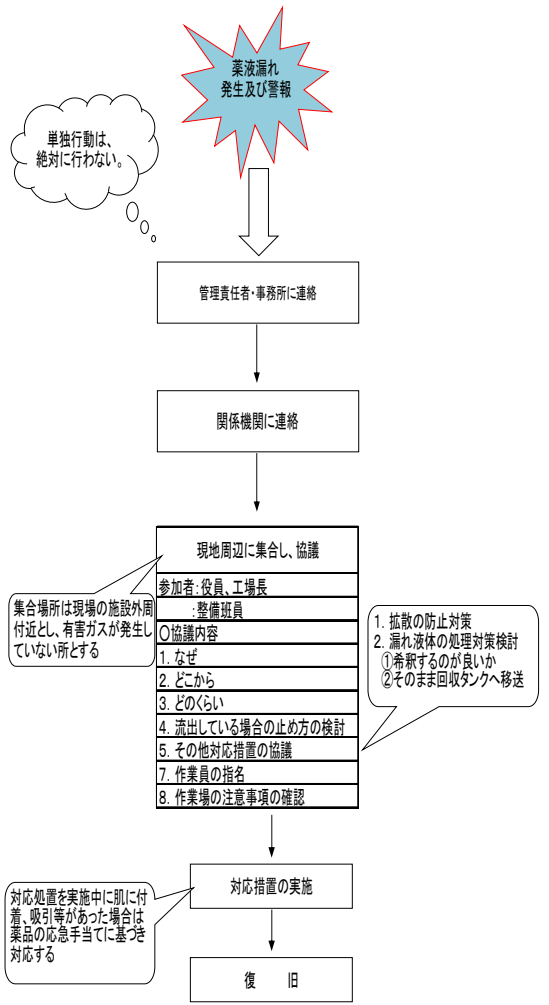 薬液漏れ
発生及び警報
単独行動は、
絶対に行わない。
管理責任者・事務所に連絡
関係機関に連絡
現地周辺に集合し、協議
参加者：役員、工場長
：整備班員
〇協議内容
1. なぜ
2. どこから
3. どのくらい
4. 流出している場合の止め方の検討
5. その他対応措置の協議
7. 作業員の指名
8. 作業場の注意事項の確認
集合場所は現場の施設外周
付近とし、有害ガスが発生し
ていない所とする
1. 拡散の防止対策
2. 漏れ液体の処理対策検討
①希釈するのが良いか
②そのまま回収タンクへ移送
対応措置の実施
対応処置を実施中に肌に付
着、吸引等があった場合は
薬品の応急手当てに基づき
対応する
復　旧